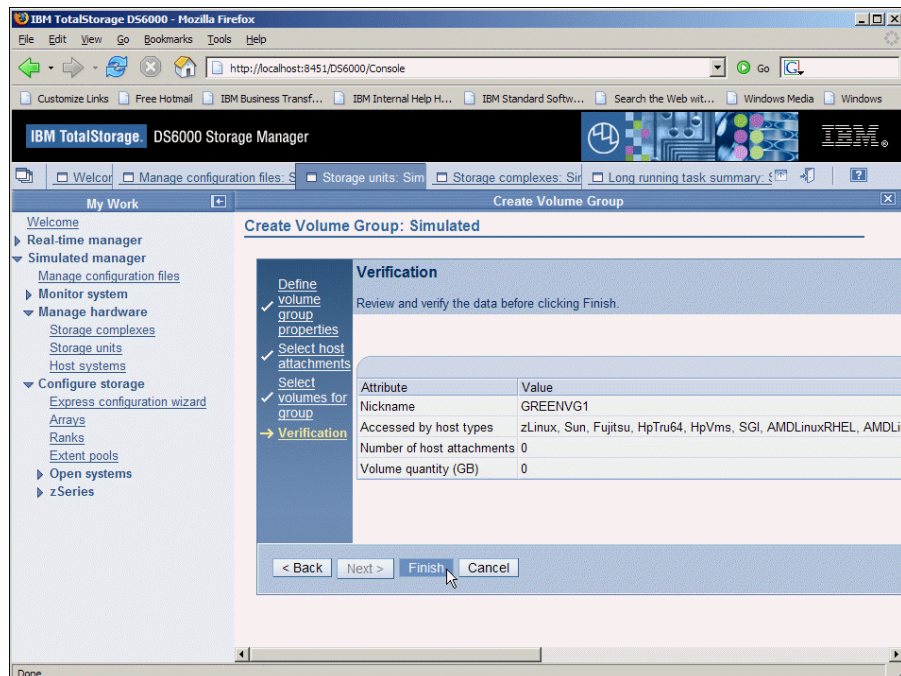 IBM TotalStorage DS6000 - Mozilla Firefox
File Edit View Go Bookmarks Tools Help
http://localhost:8451/DS6000/Console
Go
G
Customize Links Free Hotmail IBM Business Transf... IBM Internal Help H... IBM Standard Softw... Search the Web wit... Windows Media Windows
IBM TotalStorage. DS6000 Storage Manager IBM®
Welcor Manage configuration files: S Storage units: Sim Storage complexes: Sir Long running task summary: S ?
My Work
Create Volume Group
Welcome
Real-time manager
Simulated manager
Manage configuration files
Monitor system
Manage hardware
Storage complexes
Storage units
Host systems
Configure storage
Express configuration wizard
Arrays
Ranks
Extent pools
Open systems
zSeries
Create Volume Group: Simulated
Define
volume
group
properties
Select host
attachments
Select
volumes for
group
Verification
Verification
Review and verify the data before clicking Finish.
Attribute Value
Nickname GREENVG1
Accessed by host types zLinux, Sun, Fujitsu, HpTru64, HpVms, SGI, AMDLinuxRHEL, AMDLi
Number of host attachments 0
Volume quantity (GB) 0
< Back Next > Finish Cancel
Done